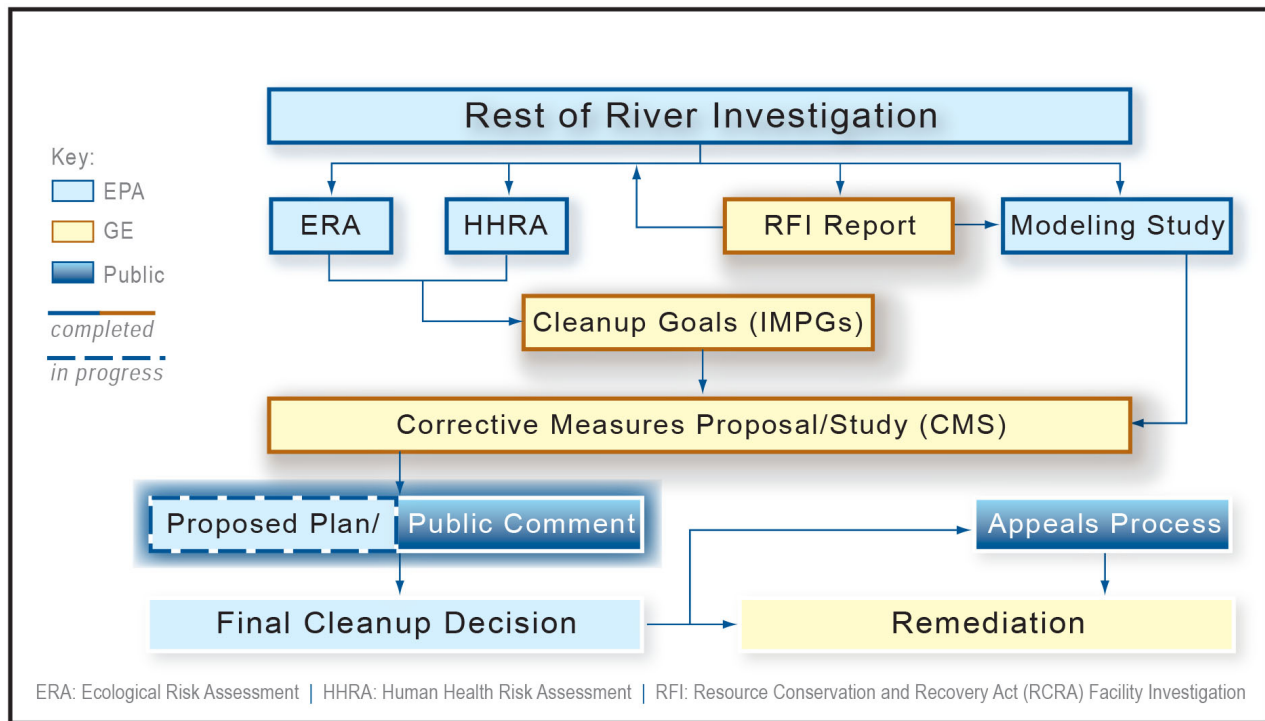 Rest of River Investigation
Key:
EPA
GE
Public
completed
in progress
ERA
HHRA
RFI Report
Modeling Study
Cleanup Goals (IMPGs)
Corrective Measures Proposal/Study (CMS)
Proposed Plan/
Public Comment
Appeals Process
Final Cleanup Decision
Remediation
ERA: Ecological Risk Assessment | HHRA: Human Health Risk Assessment | RFI: Resource Conservation and Recovery Act (RCRA) Facility Investigation